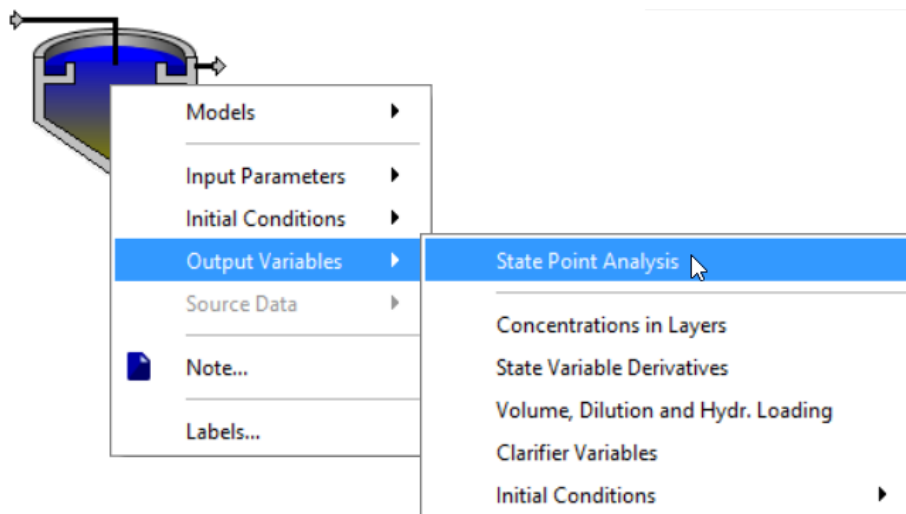 Models
Input Parameters
Initial Conditions
Output Variables
Source Data
Note...
Labels...
State Point Analysis
Concentrations in Layers
State Variable Derivatives
Volume, Dilution and Hydr. Loading
Clarifier Variables
Initial Conditions